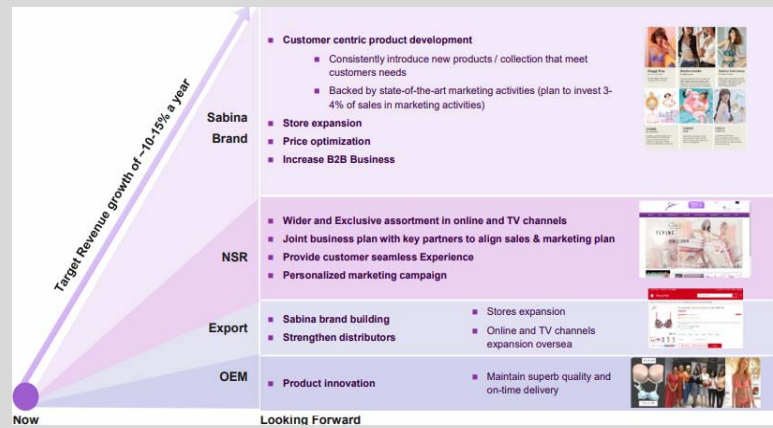 Target Revenue growth of ~10-15% a year
Sabina
Brand
▪ Customer centric product development
▪ Consistently introduce new products / collection that meet
customers needs
▪ Backed by state-of-the-art marketing activities (plan to invest 3-
4% of sales in marketing activities)
▪ Store expansion
▪ Price optimization
▪ Increase B2B Business
NSR
▪ Wider and Exclusive assortment in online and TV channels
▪ Joint business plan with key partners to align sales & marketing plan
▪ Provide customer seamless Experience
▪ Personalized marketing campaign
Export
▪ Sabina brand building
▪ Strengthen distributors
▪ Stores expansion
▪ Online and TV channels
expansion oversea
OEM
▪ Product innovation
▪ Maintain superb quality and
on-time delivery
Now
Looking Forward